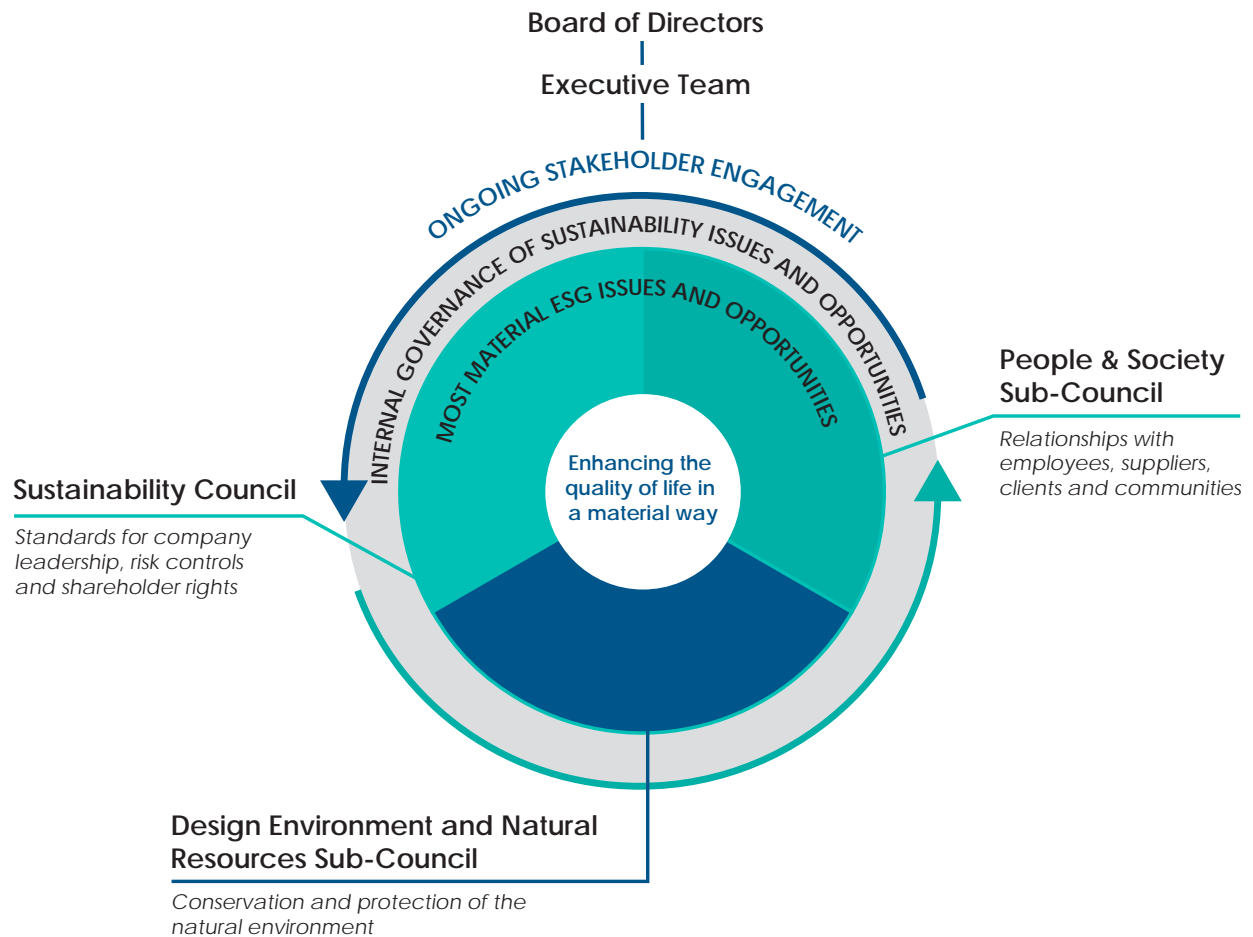 Board of Directors
Executive Team
ONGOING STAKEHOLDER ENGAGEMENT
INTERNAL GOVERNANCE OF SUSTAINABILITY ISSUES AND OPPORTUNITIES
MOST MATERIAL ESG ISSUES AND OPPORTUNITIES
Enhancing the
quality of life in
a material way
People & Society
Sub-Council
Relationships with
employees, suppliers,
clients and communities
Sustainability Council
Standards for company
leadership, risk controls
and shareholder rights
Design Environment and Natural
Resources Sub-Council
Conservation and protection of the
natural environment